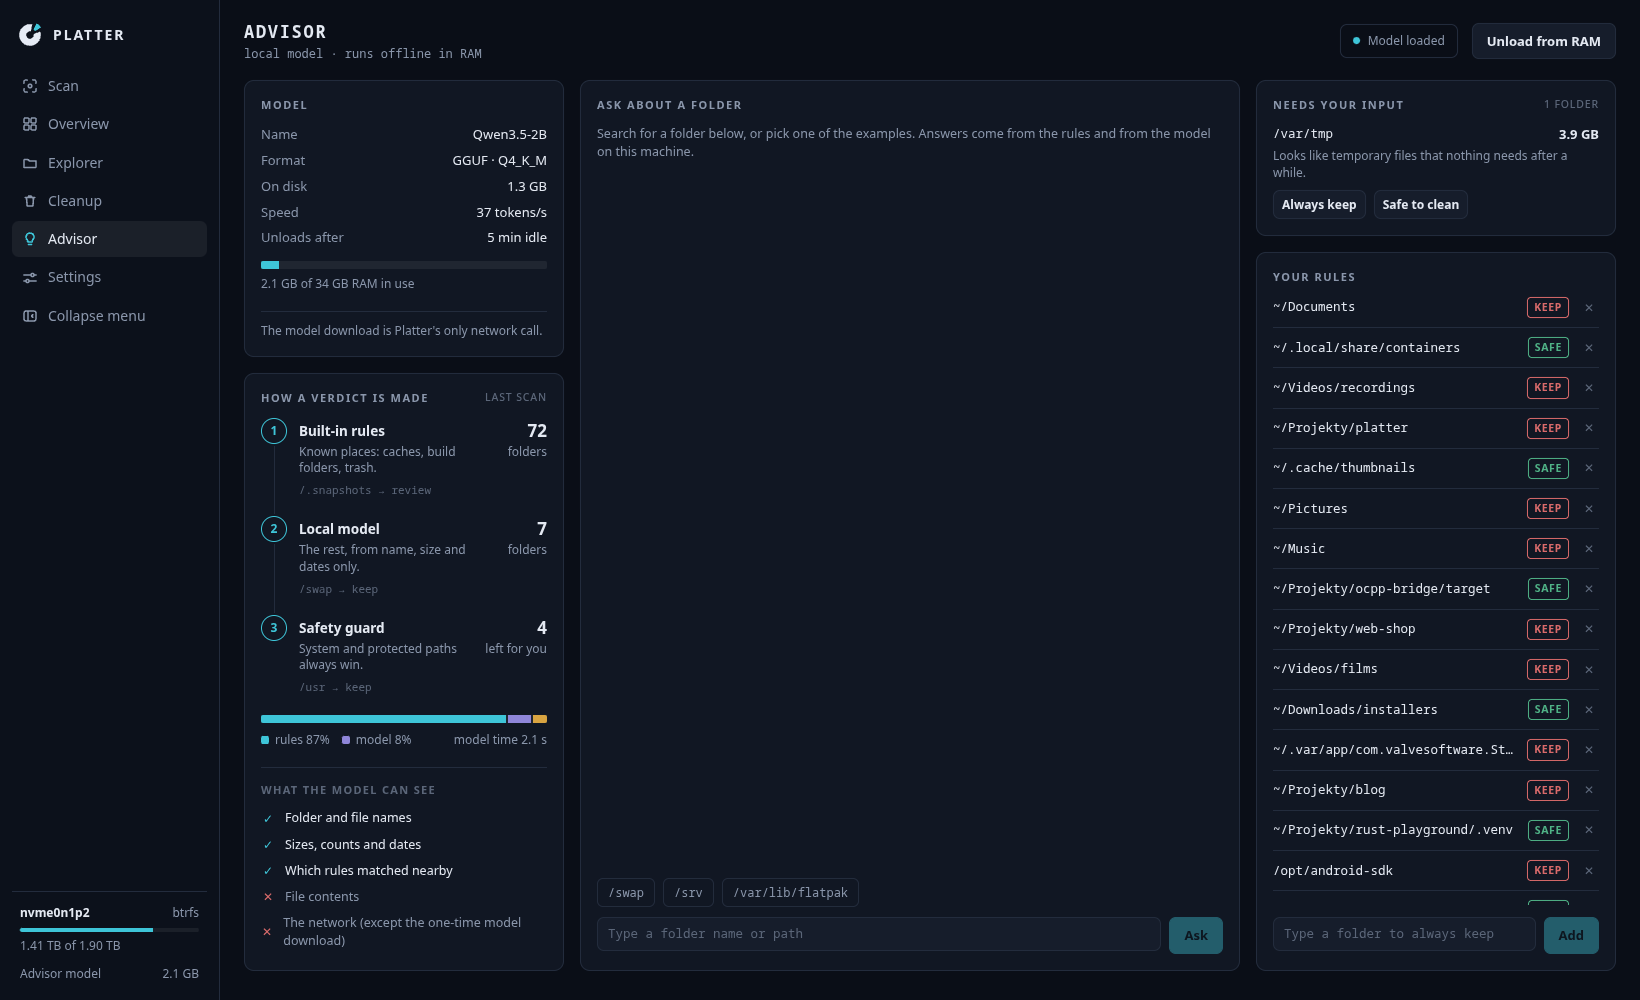 PLATTER
Scan
Overview
Explorer
Cleanup
Advisor
Settings
Collapse menu
nvme0n1p2 btrfs
1.41 TB of 1.90 TB
Advisor model 2.1 GB
ADVISOR
local model · runs offline in RAM
Model loaded
Unload from RAM
MODEL
Name Qwen3.5-2B
Format GGUF · Q4_K_M
On disk 1.3 GB
Speed 37 tokens/s
Unloads after 5 min idle
2.1 GB of 34 GB RAM in use
The model download is Platter's only network call.
HOW A VERDICT IS MADE LAST SCAN
1 Built-in rules 72
Known places: caches, build folders
folders, trash.
/.snapshots → review
2 Local model 7
The rest, from name, size and folders
dates only.
/swap → keep
3 Safety guard 4
System and protected paths left for you
always win.
/usr → keep
rules 87% model 8% model time 2.1 s
WHAT THE MODEL CAN SEE
✓ Folder and file names
✓ Sizes, counts and dates
✓ Which rules matched nearby
✕ File contents
✕ The network (except the one-time model
download)
ASK ABOUT A FOLDER
Search for a folder below, or pick one of the examples. Answers come from the rules and from the model
on this machine.
/swap /srv /var/lib/flatpak
Type a folder name or path Ask
NEEDS YOUR INPUT 1 FOLDER
/var/tmp 3.9 GB
Looks like temporary files that nothing needs after a
while.
Always keep Safe to clean
YOUR RULES
~/Documents KEEP ×
~/.local/share/containers SAFE ×
~/Videos/recordings KEEP ×
~/Projekty/platter KEEP ×
~/.cache/thumbnails SAFE ×
~/Pictures KEEP ×
~/Music KEEP ×
~/Projekty/ocpp-bridge/target SAFE ×
~/Projekty/web-shop KEEP ×
~/Videos/films KEEP ×
~/Downloads/installers SAFE ×
~/.var/app/com.valvesoftware.St… KEEP ×
~/Projekty/blog KEEP ×
~/Projekty/rust-playground/.venv SAFE ×
/opt/android-sdk KEEP ×
Type a folder to always keep Add